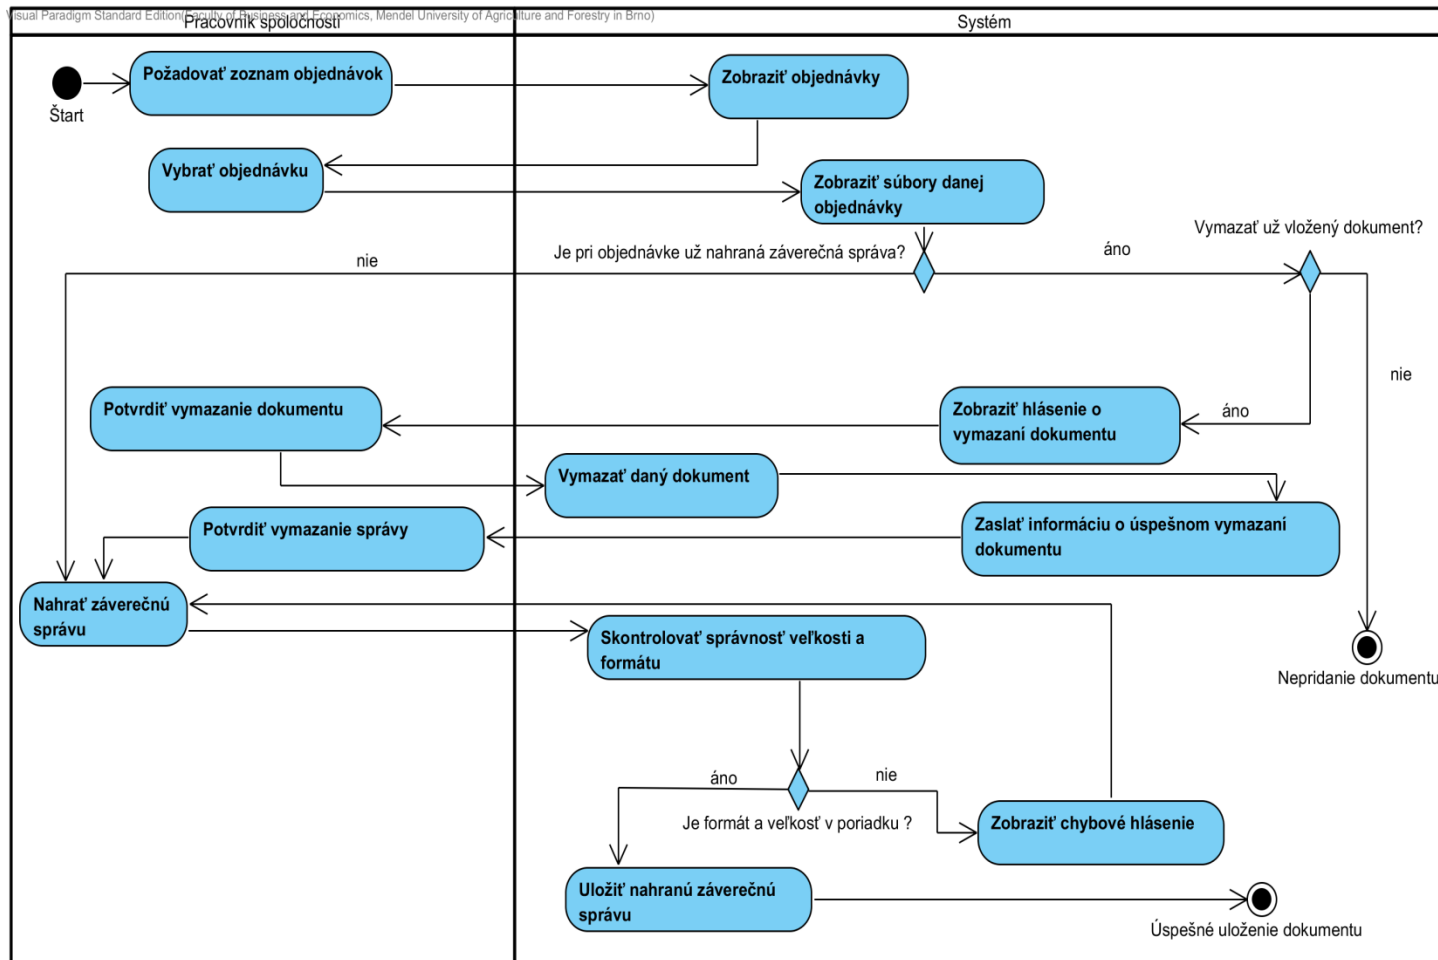 Visual Paradigm Standard Edition(Faculty of Business and Economics, Mendel University of Agriculture and Forestry in Brno)
Pracovník spoločnosti
Systém
Štart
Požadovať zoznam objednávok
Zobraziť objednávky
Vybrať objednávku
Zobraziť súbory danej
objednávky
Vymazať už vložený dokument?
Je pri objednávke už nahraná záverečná správa?
áno
nie
nie
Potvrdiť vymazanie dokumentu
Zobraziť hlásenie o
vymazaní dokumentu
áno
Vymazať daný dokument
Potvrdiť vymazanie správy
Zaslať informáciu o úspešnom vymazaní
dokumentu
Nahrať záverečnú
správu
Skontrolovať správnosť veľkosti a
formátu
Nepridanie dokumentu
áno
nie
Je formát a veľkosť v poriadku ?
Zobraziť chybové hlásenie
Uložiť nahranú záverečnú
správu
Úspešné uloženie dokumentu